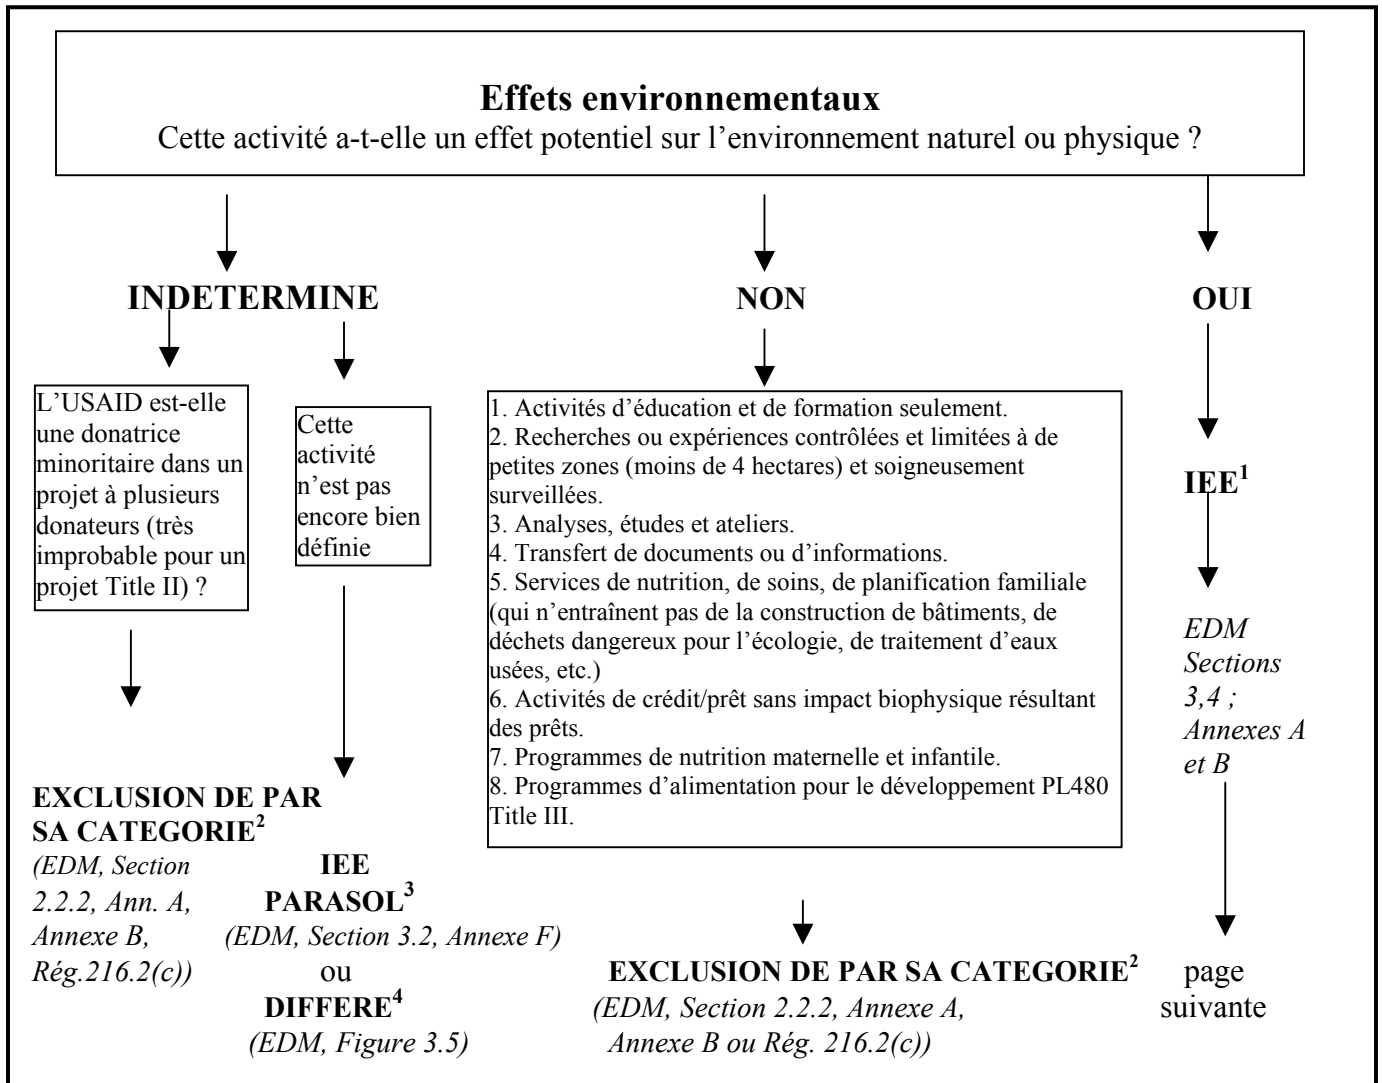 Effets environnementaux
Cette activité a-t-elle un effet potentiel sur l’environnement naturel ou physique ?
INDETERMINE
NON
OUI
L’USAID est-elle
une donatrice
minoritaire dans un
projet à plusieurs
donateurs (très
improbable pour un
projet Title II) ?
Cette
activité
n’est pas
encore bien
définie
1. Activités d’éducation et de formation seulement.
2. Recherches ou expériences contrôlées et limitées à de
petites zones (moins de 4 hectares) et soigneusement
surveillées.
3. Analyses, études et ateliers.
4. Transfert de documents ou d’informations.
5. Services de nutrition, de soins, de planification familiale
(qui n’entraînent pas de la construction de bâtiments, de
déchets dangereux pour l’écologie, de traitement d’eaux
usées, etc.)
6. Activités de crédit/prêt sans impact biophysique résultant
des prêts.
7. Programmes de nutrition maternelle et infantile.
8. Programmes d’alimentation pour le développement PL480
Title III.
IEE¹
EDM
Sections
3,4 ;
Annexes A
et B
EXCLUSION DE PAR
SA CATEGORIE²
(EDM, Section
2.2.2, Ann. A,
Annexe B,
Rég.216.2(c))
IEE
PARASOL³
(EDM, Section 3.2, Annexe F)
ou
DIFFERE⁴
(EDM, Figure 3.5)
EXCLUSION DE PAR SA CATEGORIE²
(EDM, Section 2.2.2, Annexe A,
Annexe B ou Rég. 216.2(c))
page
suivante